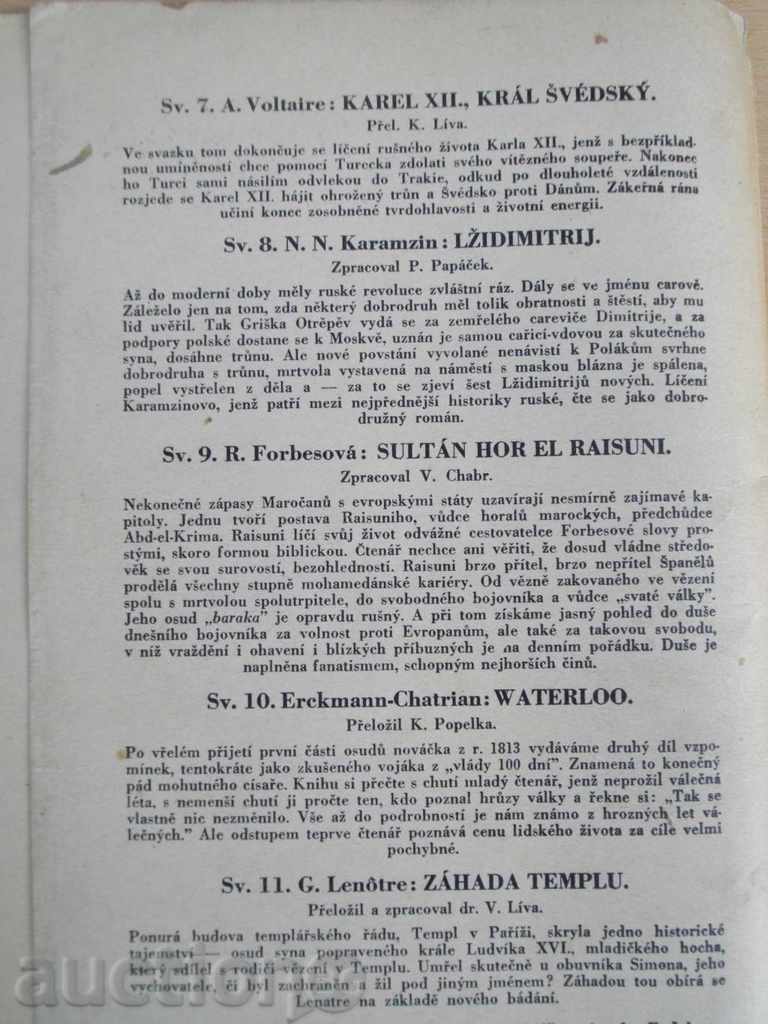 Sv. 7. A. Voltaire: KAREL XII., KRÁL ŠVÉDSKÝ.
Přel. K. Líva.
Ve svazku tom dokončuje se líčení rušného života Karla XII., jenž s bezpříklad-
nou umíněností chce pomocí Turecka zdolati svého vítězného soupeře. Nakonec
ho Turci sami násilím odvlekou do Trakie, odkud po dlouholeté vzdálenosti
rozjede se Karel XII. hájit ohrožený trůn a Švédsko proti Dánům. Zákeřná rána
učiní konec zosobněné tvrdohlavosti a životní energii.
Sv. 8. N. N. Karamzin: LŽIDIMITRIJ.
Zpracoval P. Papáček.
Až do moderní doby měly ruské revoluce zvláštní ráz. Dály se ve jménu carově.
Záleželo jen na tom, zda některý dobrodruh měl tolik obratnosti a štěstí, aby mu
lid uvěřil. Tak Griška Otrěpěv vydá se za zemřelého careviče Dimitrije, a za
podpory polské dostane se k Moskvě, uznán je samou cařicí-vdovou za skutečného
syna, dosáhne trůnu. Ale nové povstání vyvolané nenávistí k Polákům svrhne
dobrodruha s trůnu, mrtvola vystavená na náměstí s maskou blázna je spálena,
popel vystřelen z děla a — za to se zjeví šest Lžidimitrijů nových. Líčení
Karamzinovo, jenž patří mezi nejpřednější historiky ruské, čte se jako dobro-
družný román.
Sv. 9. R. Forbesová: SULTÁN HOR EL RAISUNI.
Zpracoval V. Chabr.
Nekonečné zápasy Maročanů s evropskými státy uzavírají nesmírně zajímavé ka-
pitoly. Jednu tvoří postava Raisuniho, vůdce horalů marockých, předchůdce
Abd-el-Krima. Raisuni líčí svůj život odvážné cestovatelce Forbesové slovy pro-
stými, skoro formou biblickou. Čtenář nechce ani věřiti, že dosud vládne středo-
věk se svou surovostí, bezohledností. Raisuni brzo přítel, brzo nepřítel Španělů
prodělá všechny stupně mohamedánské kariéry. Od vězně zakovaného ve vězení
spolu s mrtvolou spolutrpitele, do svobodného bojovníka a vůdce „svaté války".
Jeho osud „baraka" je opravdu rušný. A při tom získáme jasný pohled do duše
dnešního bojovníka za volnost proti Evropanům, ale také za takovou svobodu,
v níž vraždění i ohavení i blízkých příbuzných je na denním pořádku. Duše je
naplněna fanatismem, schopným nejhorších činů.
Sv. 10. Erckmann-Chatrian: WATERLOO.
Přeložil K. Popelka.
Po vřelém přijetí první části osudů nováčka z r. 1813 vydáváme druhý díl vzpo-
mínek, tentokráte jako zkušeného vojáka z „vlády 100 dní". Znamená to konečný
pád mohutného císaře. Knihu si přečte s chutí mladý čtenář, jenž neprožil válečná
léta, s nemenší chutí ji pročte ten, kdo poznal hrůzy války a řekne si: „Tak se
vlastně nic nezměnilo. Vše až do podrobností je nám známo z hrozných let vá-
lečných." Ale odstupem teprve čtenář poznává cenu lidského života za cíle velmi
pochybné.
Sv. 11. G. Lenôtre: ZÁHADA TEMPLU.
Přeložil a zpracoval dr. V. Líva.
Ponurá budova templářského řádu, Templ v Paříži, skryla jedno historické
tajemství – osud syna popraveného krále Ludvíka XVI., mladičkého hocha,
který sdílel s rodiči vězení v Templu. Umřel skutečně u obuvníka Simona, jeho
vychovatele, či byl zachráněn a žil pod jiným jménem? Záhadou tou obírá se
Lenatre na základě nového bádání.